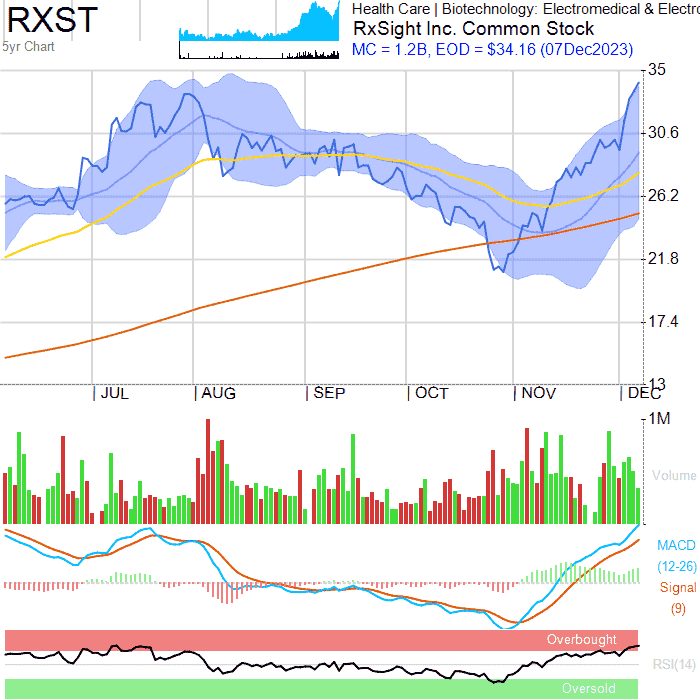 RXST
5yr Chart
Health Care | Biotechnology: Electromedical & Electro
RxSight Inc. Common Stock
MC = 1.2B, EOD = $34.16 (07Dec2023)
35
30.6
26.2
21.8
17.4
13
JUL
AUG
SEP
OCT
NOV
DEC
1M
Volume
MACD
(12-26)
Signal
(9)
Overbought
RSI(14)
Oversold